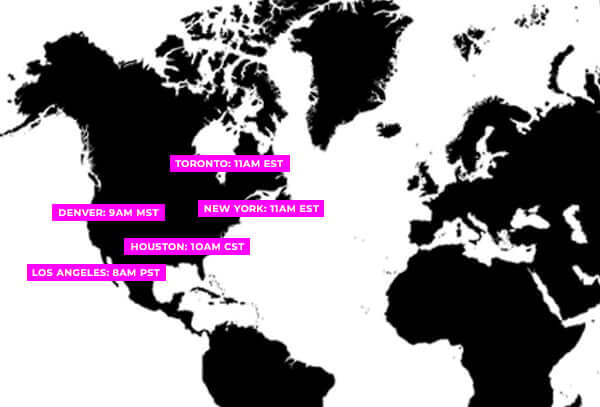 TORONTO: 11AM EST
DENVER: 9AM MST
NEW YORK: 11AM EST
HOUSTON: 10AM CST
LOS ANGELES: 8AM PST